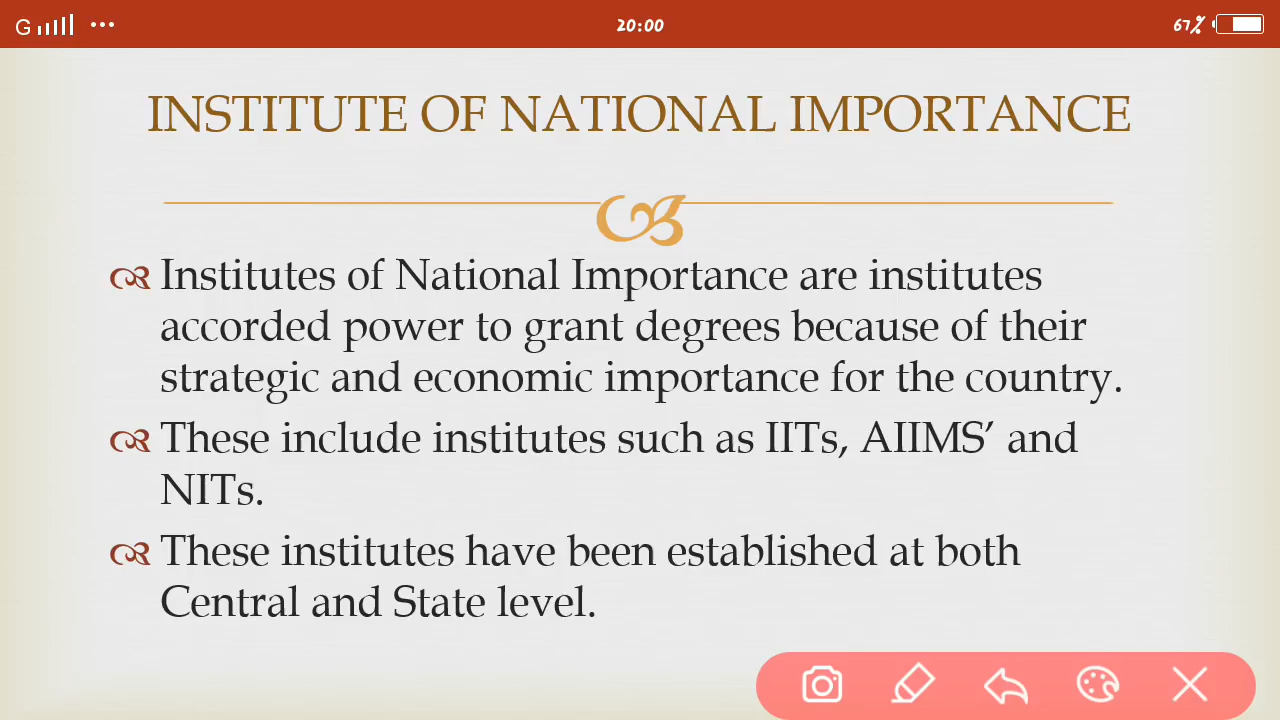 G 20:00 67%
INSTITUTE OF NATIONAL IMPORTANCE
Institutes of National Importance are institutes
accorded power to grant degrees because of their
strategic and economic importance for the country.
These include institutes such as IITs, AIIMS’ and
NITs.
These institutes have been established at both
Central and State level.